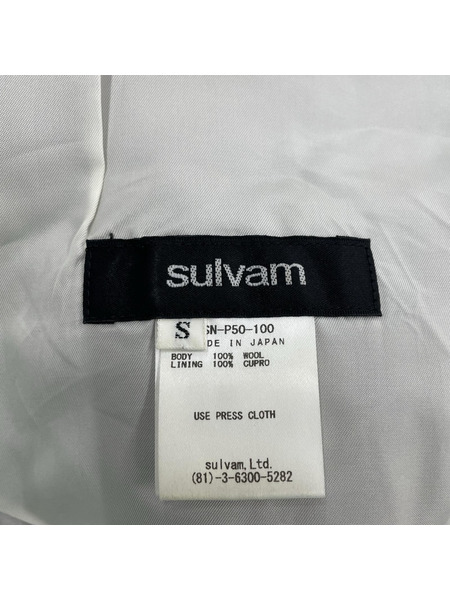 sulvam
S
SN-P50-100
DE IN JAPAN
BODY 100% WOOL
LINING 100% CUPRO
USE PRESS CLOTH
sulvam,Ltd.
(81)-3-6300-5282